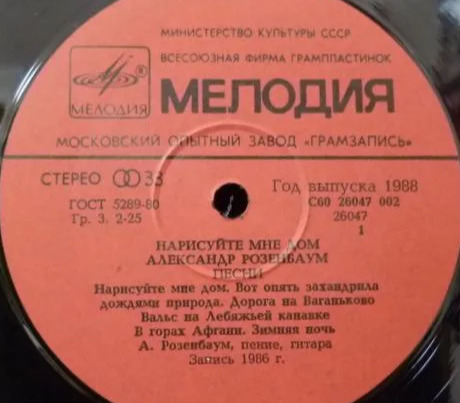 МИНИСТЕРСТВО КУЛЬТУРЫ СССР
ВСЕСОЮЗНАЯ ФИРМА ГРАМПЛАСТИНОК
МЕЛОДИЯ
®
МЕЛОДИЯ
МОСКОВСКИЙ ОПЫТНЫЙ ЗАВОД «ГРАМЗАПИСЬ»
СТЕРЕО 33
Год выпуска 1988
ГОСТ 5289-80
С60 26047 002
Гр. 3. 2-25
26047
1
НАРИСУЙТЕ МНЕ ДОМ
АЛЕКСАНДР РОЗЕНБАУМ
ПЕСНИ
Нарисуйте мне дом. Вот опять захандрила
дождями природа. Дорога на Ваганьково
Вальс на Лебяжьей канавке
В горах Афгани. Зимняя ночь
А. Розенбаум, пение, гитара
Запись 1986 г.